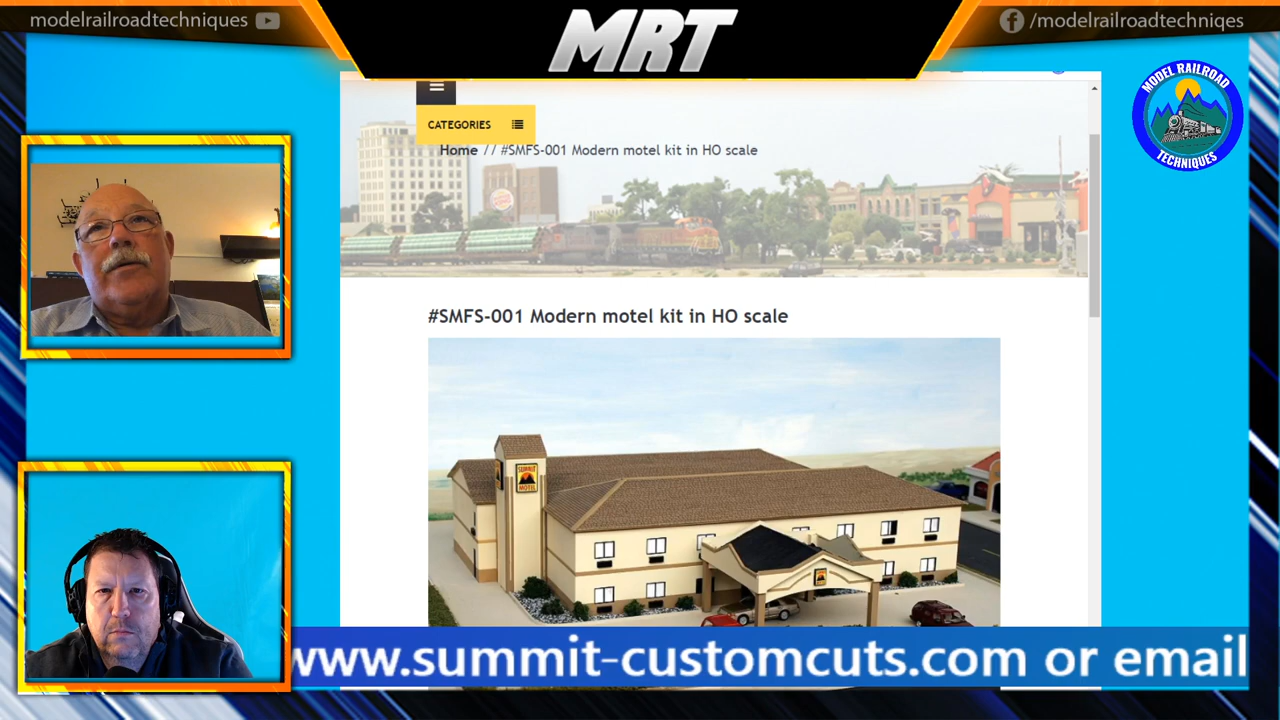 modelrailroadtechniques
MRT
/modelrailroadtechniqes
MODEL RAILROAD
TECHNIQUES
CATEGORIES
Home // #SMFS-001 Modern motel kit in HO scale
#SMFS-001 Modern motel kit in HO scale
SUMMIT
MOTEL
www.summit-customcuts.com or email